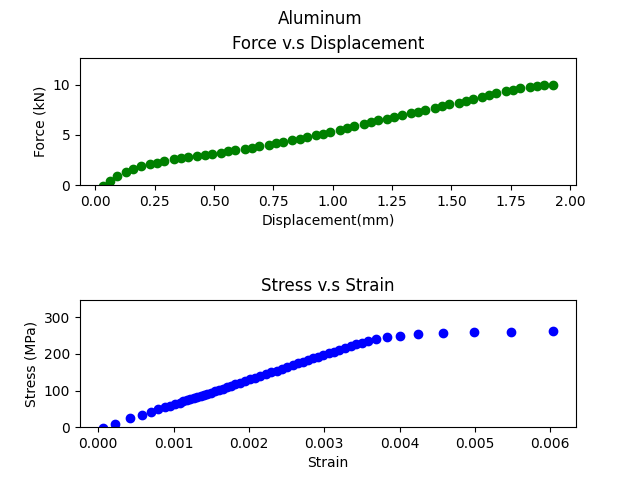 Aluminum
Force v.s Displacement
Force (kN)
10
5
0
0.00 0.25 0.50 0.75 1.00 1.25 1.50 1.75 2.00
Displacement(mm)
Stress v.s Strain
Stress (MPa)
300
200
100
0
0.000 0.001 0.002 0.003 0.004 0.005 0.006
Strain